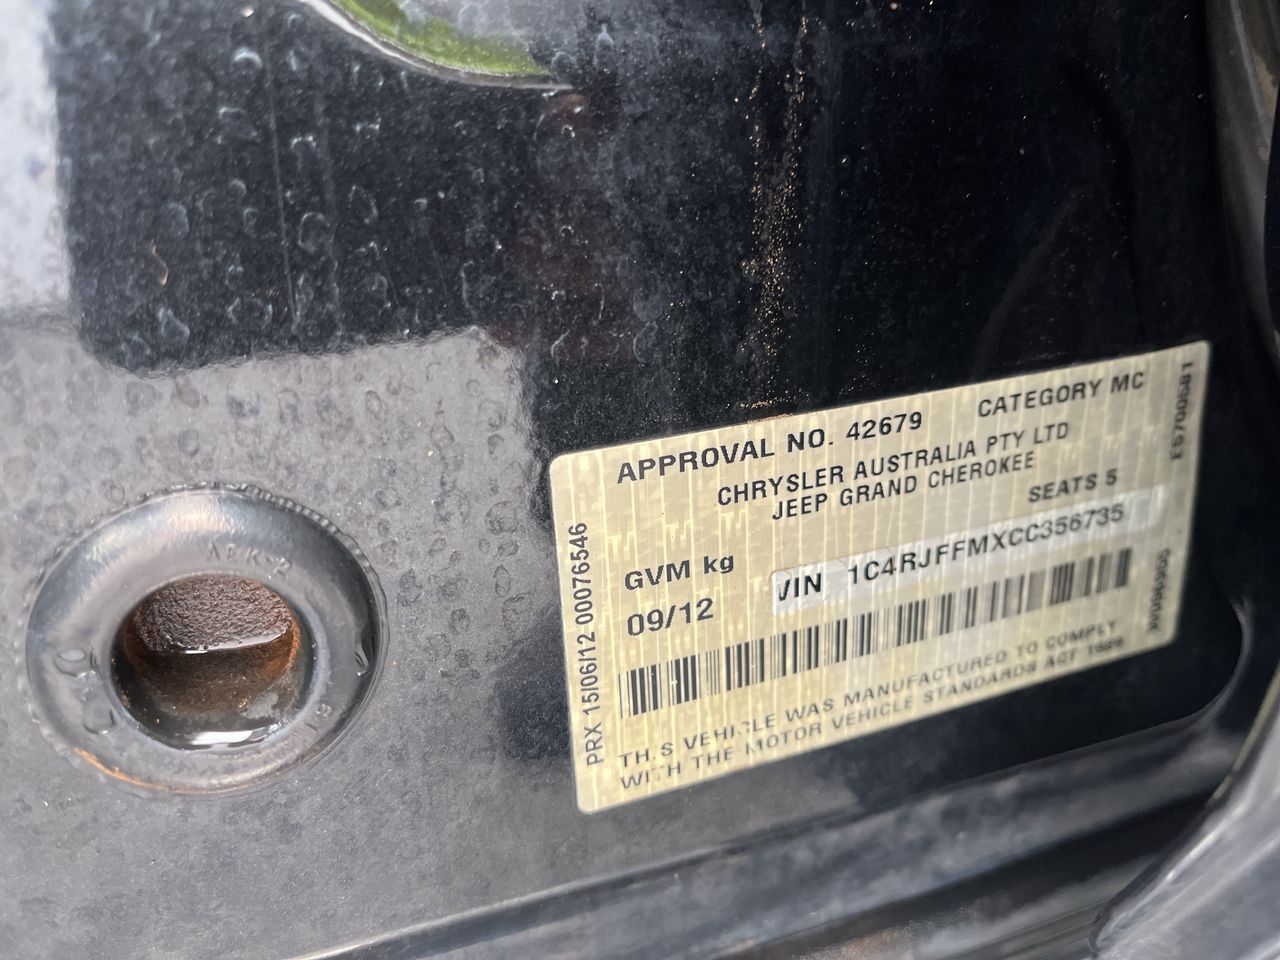 APPROVAL NO. 42679
CATEGORY MC
CHRYSLER AUSTRALIA PTY LTD
JEEP GRAND CHEROKEE
SEATS 5
GVM kg
VIN 1C4RJFFMXCC356735
09/12
THIS VEHICLE WAS MANUFACTURED TO COMPLY
WITH THE MOTOR VEHICLE STANDARDS ACT 1989
PRX 15/06/12 00076546